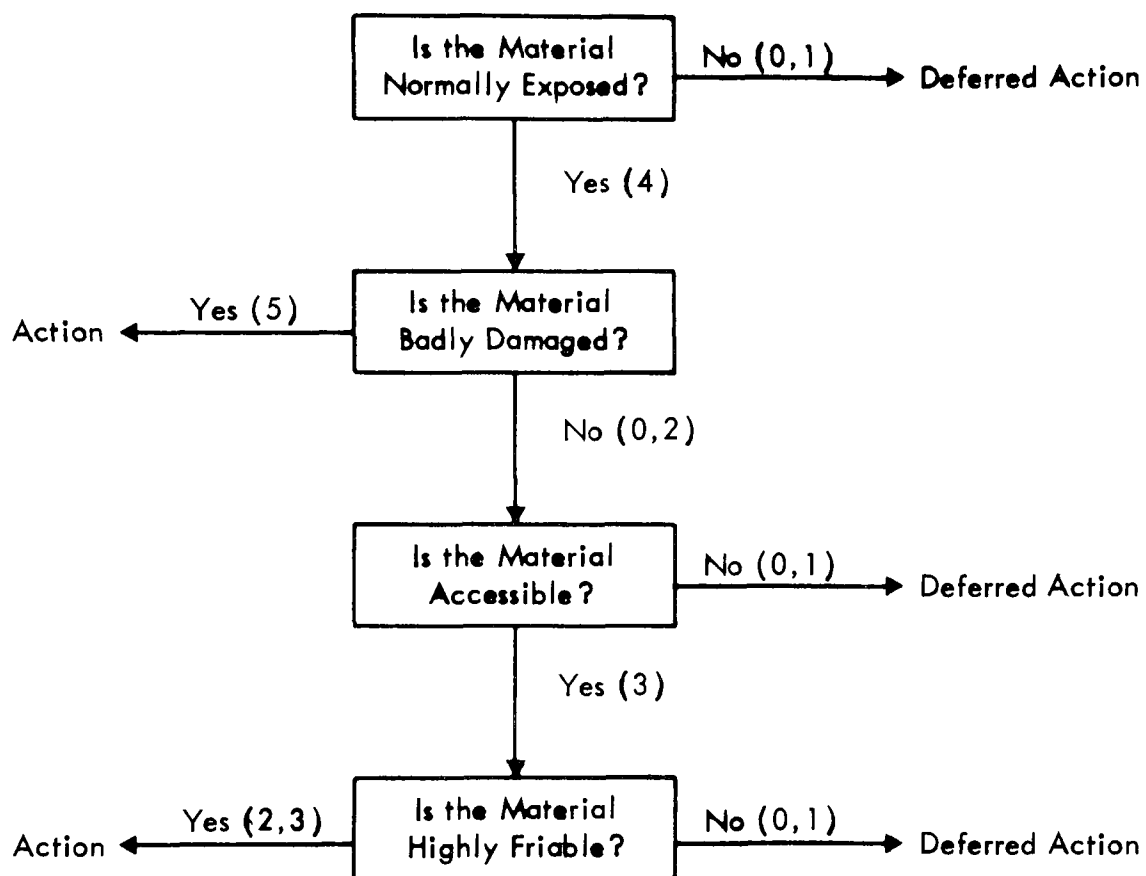 Is the Material
Normally Exposed?
No (0,1)
Deferred Action
Yes (4)
Action
Yes (5)
Is the Material
Badly Damaged?
No (0,2)
Is the Material
Accessible?
No (0,1)
Deferred Action
Yes (3)
Action
Yes (2,3)
Is the Material
Highly Friable?
No (0,1)
Deferred Action